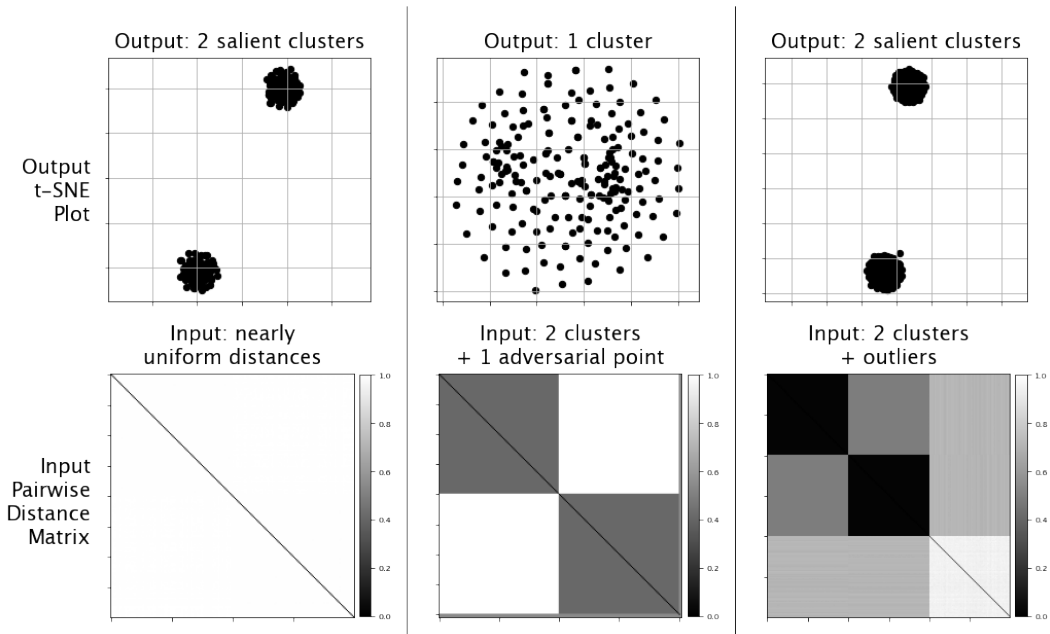 Output: 2 salient clusters
Output: 1 cluster
Output: 2 salient clusters
Output
t-SNE
Plot
Input: nearly
uniform distances
Input: 2 clusters
+ 1 adversarial point
Input: 2 clusters
+ outliers
Input
Pairwise
Distance
Matrix
1.0
0.8
0.6
0.4
0.2
0.0
1.0
0.8
0.6
0.4
0.2
0.0
1.0
0.8
0.6
0.4
0.2
0.0